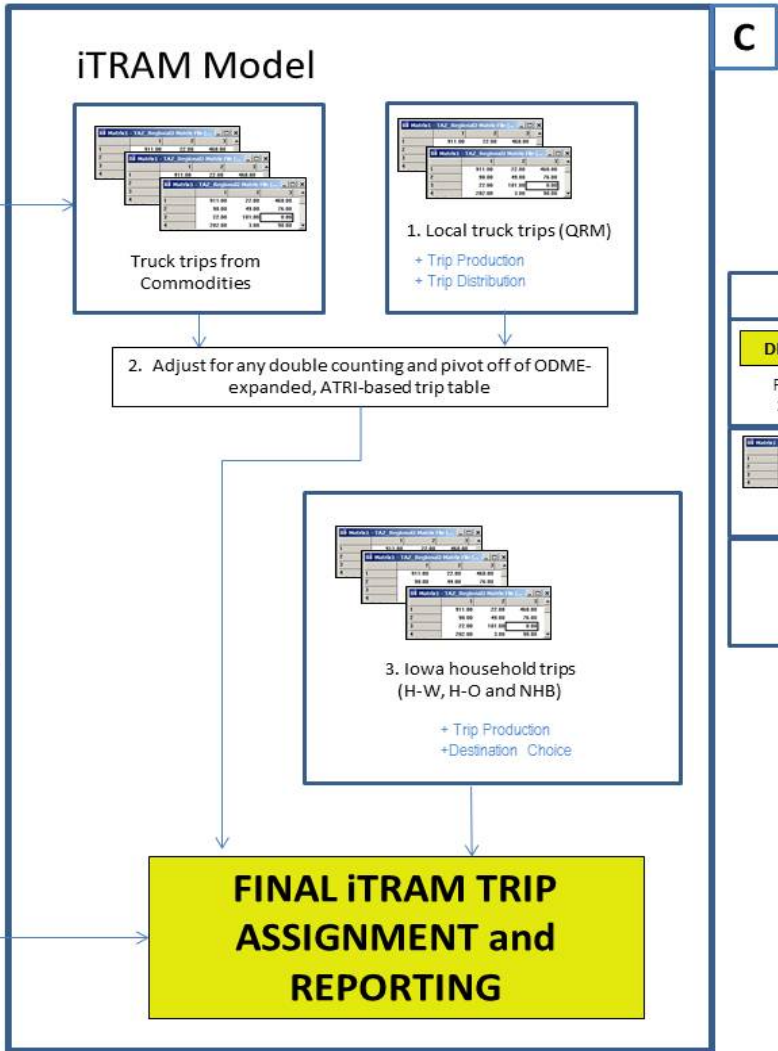 C
iTRAM Model
Truck trips from
Commodities
1. Local truck trips (QRM)
+ Trip Production
+ Trip Distribution
2. Adjust for any double counting and pivot off of ODME-
expanded, ATRI-based trip table
3. Iowa household trips
(H-W, H-O and NHB)
+ Trip Production
+Destination Choice
FINAL iTRAM TRIP
ASSIGNMENT and
REPORTING